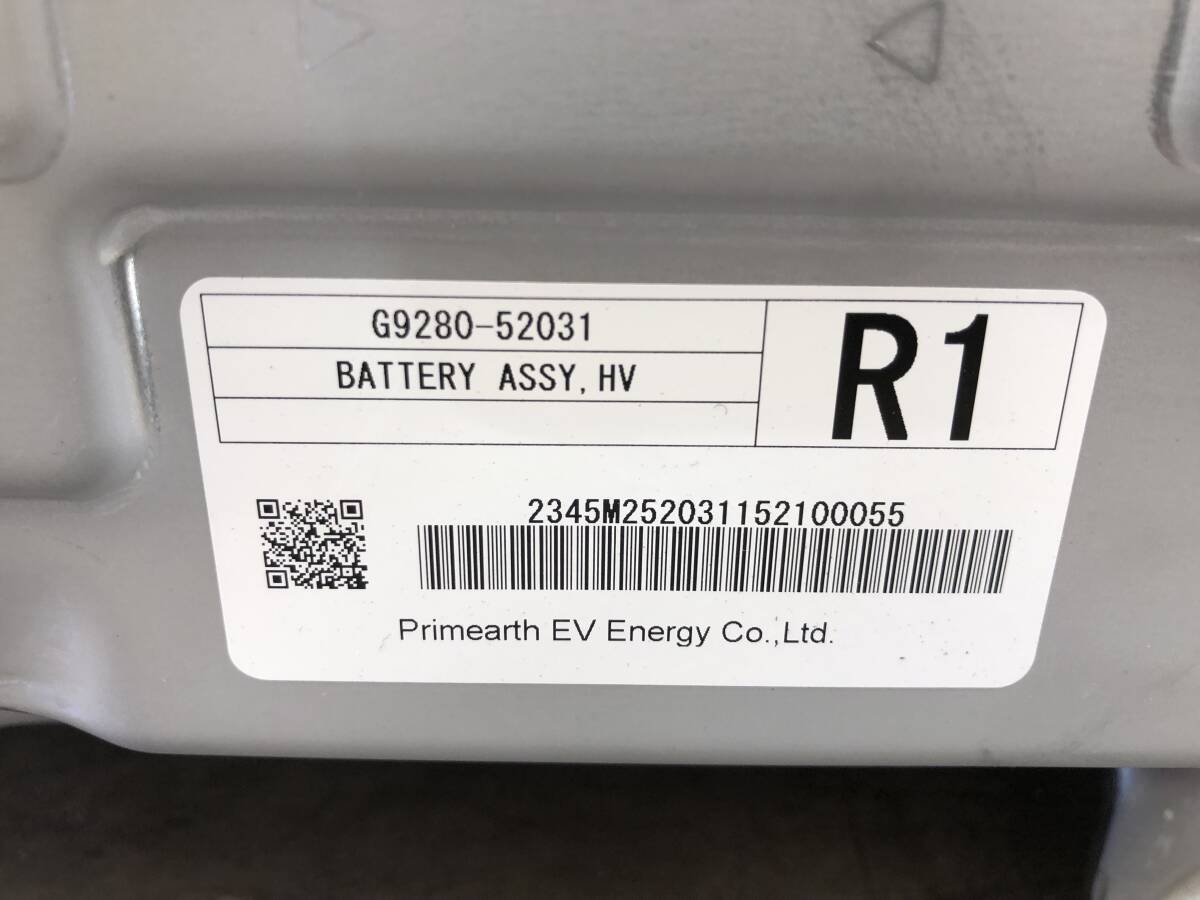 G9280-52031
BATTERY ASSY,HV
R1
2345M252031152100055
Primearth EV Energy Co.,Ltd.